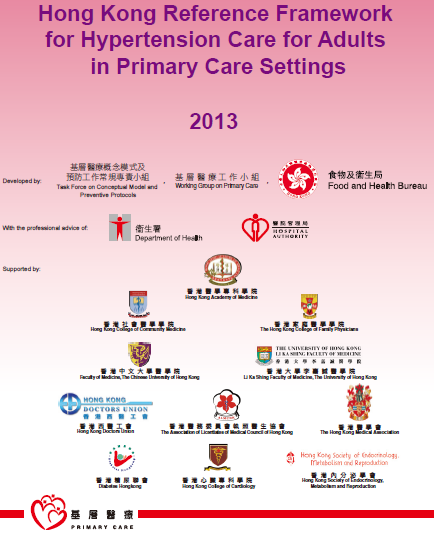 Hong Kong Reference Framework
for Hypertension Care for Adults
in Primary Care Settings
2013
Developed by:
基層醫療概念模式及
預防工作常規專責小組
Task Force on Conceptual Model and
Preventive Protocols
,
基層醫療工作小組
Working Group on Primary Care
,
食物及衞生局
Food and Health Bureau
With the professional advice of:
衞生署
Department of Health
醫院管理局
HOSPITAL
AUTHORITY
Supported by:
香港醫學專科學院
Hong Kong Academy of Medicine
香港社會醫學學院
Hong Kong College of Community Medicine
香港家庭醫學學院
The Hong Kong College of Family Physicians
香港中文大學醫學院
Faculty of Medicine, The Chinese University of Hong Kong
THE UNIVERSITY OF HONG KONG
LI KA SHING FACULTY OF MEDICINE
香港大學李嘉誠醫學院
香港大學李嘉誠醫學院
Li Ka Shing Faculty of Medicine, The University of Hong Kong
HONG KONG
DOCTORS UNION
香港西醫工會
香港西醫工會
Hong Kong Doctors Union
香港醫務委員會執照醫生協會
The Association of Licentiates of Medical Council of Hong Kong
香港醫學會
The Hong Kong Medical Association
香港糖尿聯會
Diabetes Hongkong
香港心臟專科學院
Hong Kong College of Cardiology
Hong Kong Society of Endocrinology,
Metabolism and Reproduction
香港內分泌學會
Hong Kong Society of Endocrinology,
Metabolism and Reproduction
基層醫療
PRIMARY CARE